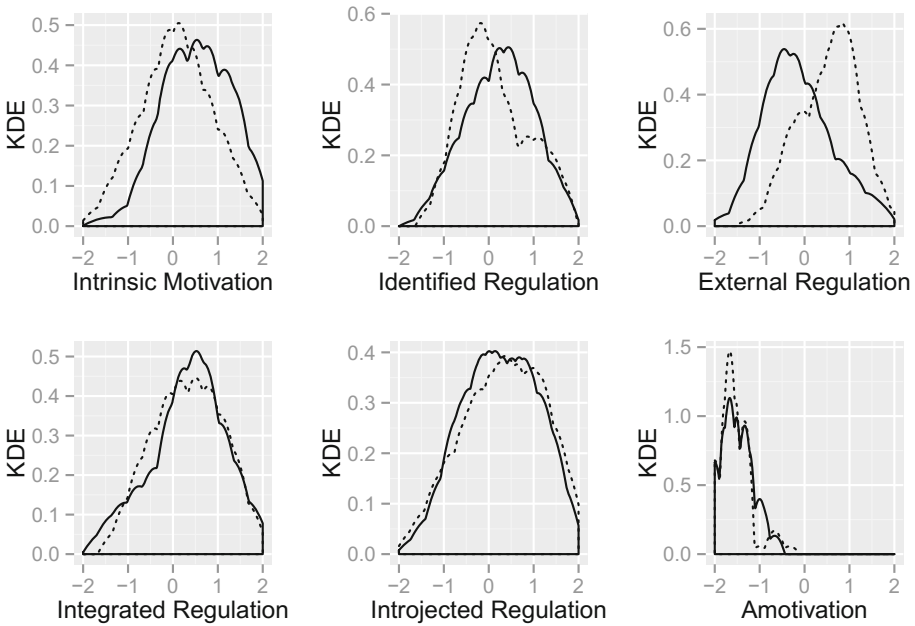 KDE
0.5
0.4
0.3
0.2
0.1
0.0
−2 −1 0 1 2
Intrinsic Motivation
KDE
0.6
0.4
0.2
0.0
−2 −1 0 1 2
Identified Regulation
KDE
0.6
0.4
0.2
0.0
−2 −1 0 1 2
External Regulation
KDE
0.5
0.4
0.3
0.2
0.1
0.0
−2 −1 0 1 2
Integrated Regulation
KDE
0.4
0.3
0.2
0.1
0.0
−2 −1 0 1 2
Introjected Regulation
KDE
1.5
1.0
0.5
0.0
−2 −1 0 1 2
Amotivation